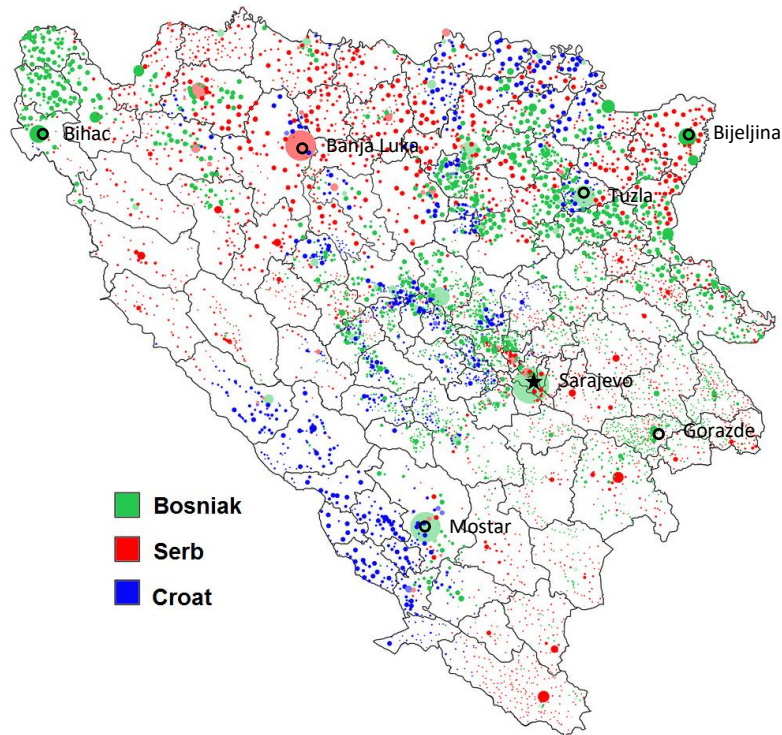 Bihac
Banja Luka
Bijeljina
Tuzla
Sarajevo
Gorazde
Mostar
Bosniak
Serb
Croat